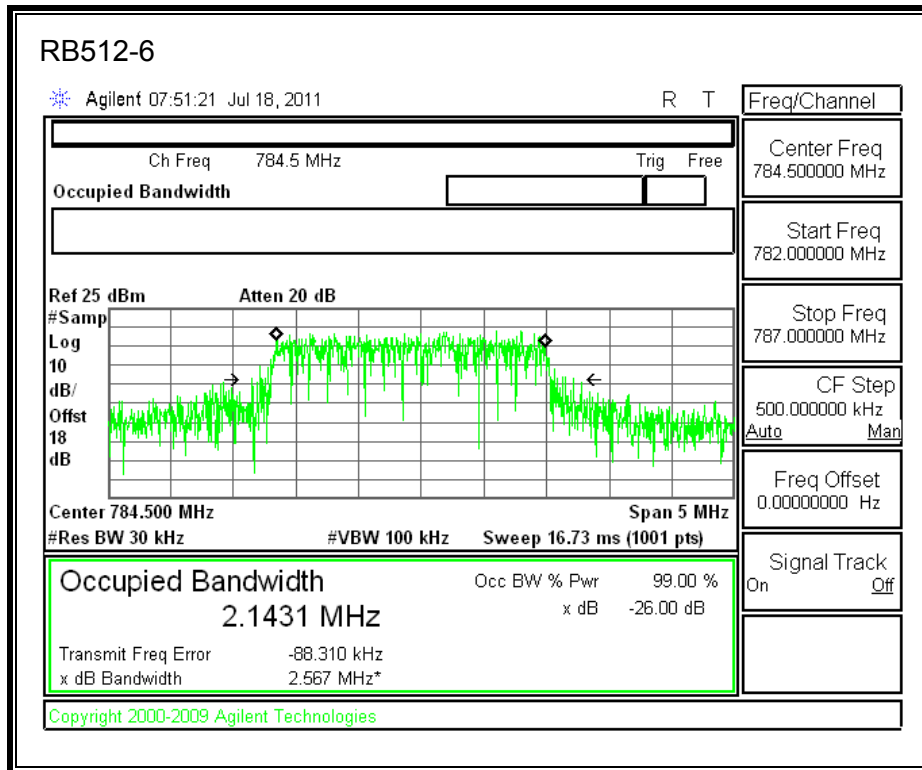 RB512-6
Agilent 07:51:21 Jul 18, 2011 R T
Freq/Channel
Ch Freq 784.5 MHz Trig Free
Occupied Bandwidth
Center Freq
784.500000 MHz
Start Freq
782.000000 MHz
Stop Freq
787.000000 MHz
CF Step
500.000000 kHz
Auto Man
Freq Offset
0.00000000 Hz
Signal Track
On Off
Ref 25 dBm Atten 20 dB
#Samp
Log
10
dB/
Offst
18
dB
Center 784.500 MHz Span 5 MHz
#Res BW 30 kHz #VBW 100 kHz Sweep 16.73 ms (1001 pts)
Occupied Bandwidth Occ BW % Pwr 99.00 %
2.1431 MHz x dB -26.00 dB
Transmit Freq Error -88.310 kHz
x dB Bandwidth 2.567 MHz*
Copyright 2000-2009 Agilent Technologies